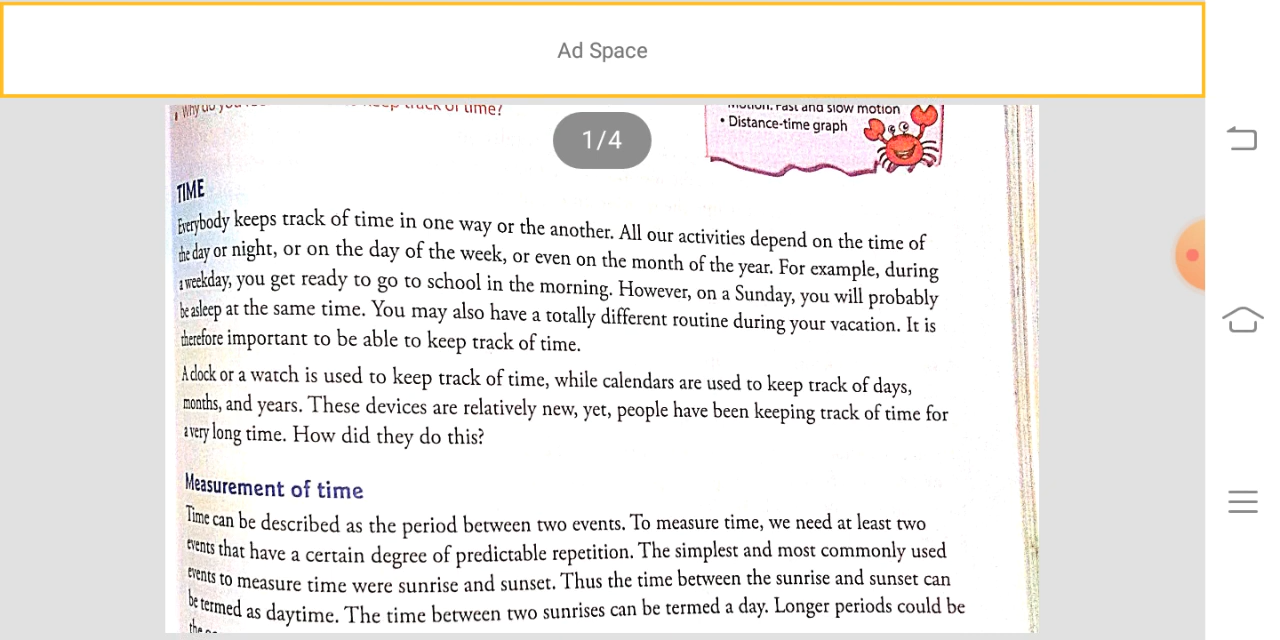 Ad Space
keep track of time?
motion. Fast and slow motion
• Distance-time graph
1/4
TIME
Everybody keeps track of time in one way or the another. All our activities depend on the time of
the day or night, or on the day of the week, or even on the month of the year. For example, during
a weekday, you get ready to go to school in the morning. However, on a Sunday, you will probably
be asleep at the same time. You may also have a totally different routine during your vacation. It is
therefore important to be able to keep track of time.
A clock or a watch is used to keep track of time, while calendars are used to keep track of days,
months, and years. These devices are relatively new, yet, people have been keeping track of time for
a very long time. How did they do this?
Measurement of time
Time can be described as the period between two events. To measure time, we need at least two
events that have a certain degree of predictable repetition. The simplest and most commonly used
events to measure time were sunrise and sunset. Thus the time between the sunrise and sunset can
be termed as daytime. The time between two sunrises can be termed a day. Longer periods could be
the